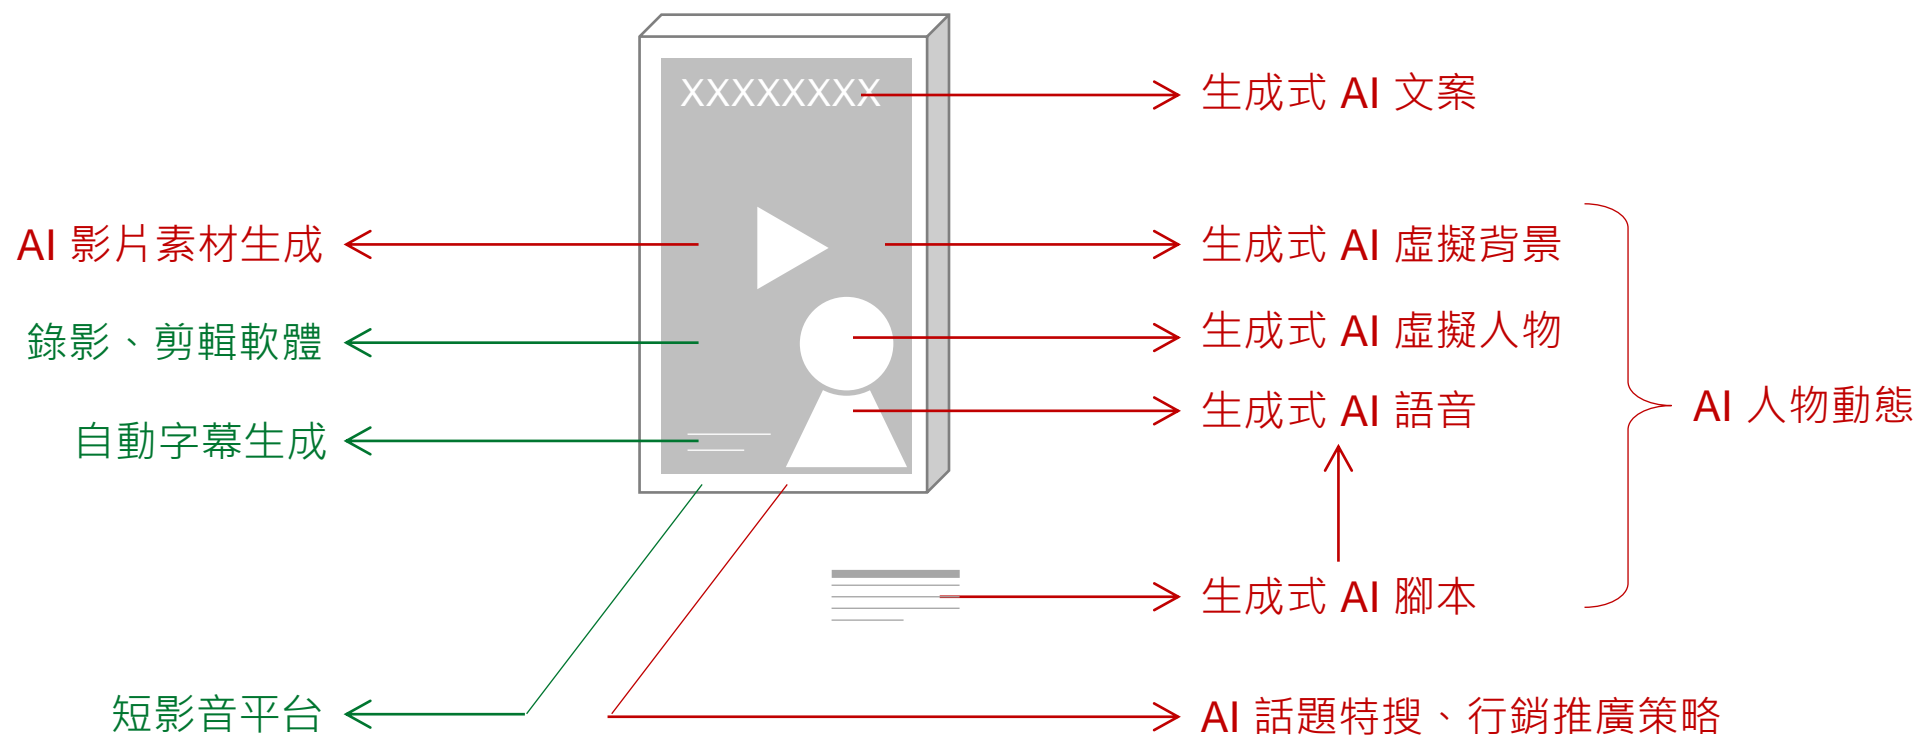 XXXXXXXX
生成式 AI 文案
AI 影片素材生成
生成式 AI 虛擬背景
錄影、剪輯軟體
生成式 AI 虛擬人物
自動字幕生成
生成式 AI 語音
AI 人物動態
生成式 AI 腳本
短影音平台
AI 話題特搜、行銷推廣策略